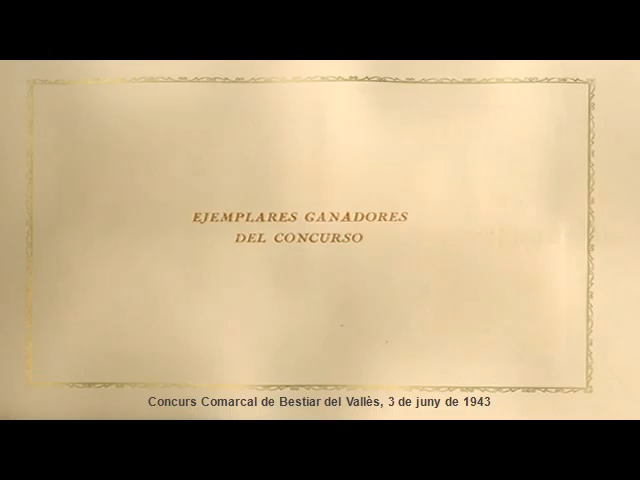 EJEMPLARES GANADORES
DEL CONCURSO
Concurs Comarcal de Bestiar del Vallès, 3 de juny de 1943